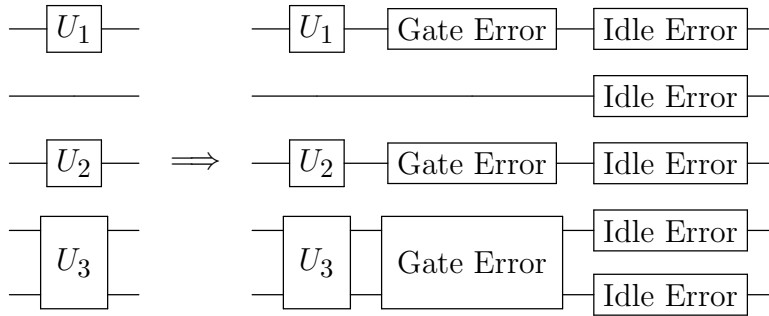 U₁ U₁ Gate Error Idle Error
Idle Error
U₂ ⟹ U₂ Gate Error Idle Error
Idle Error
U₃ U₃ Gate Error
Idle Error